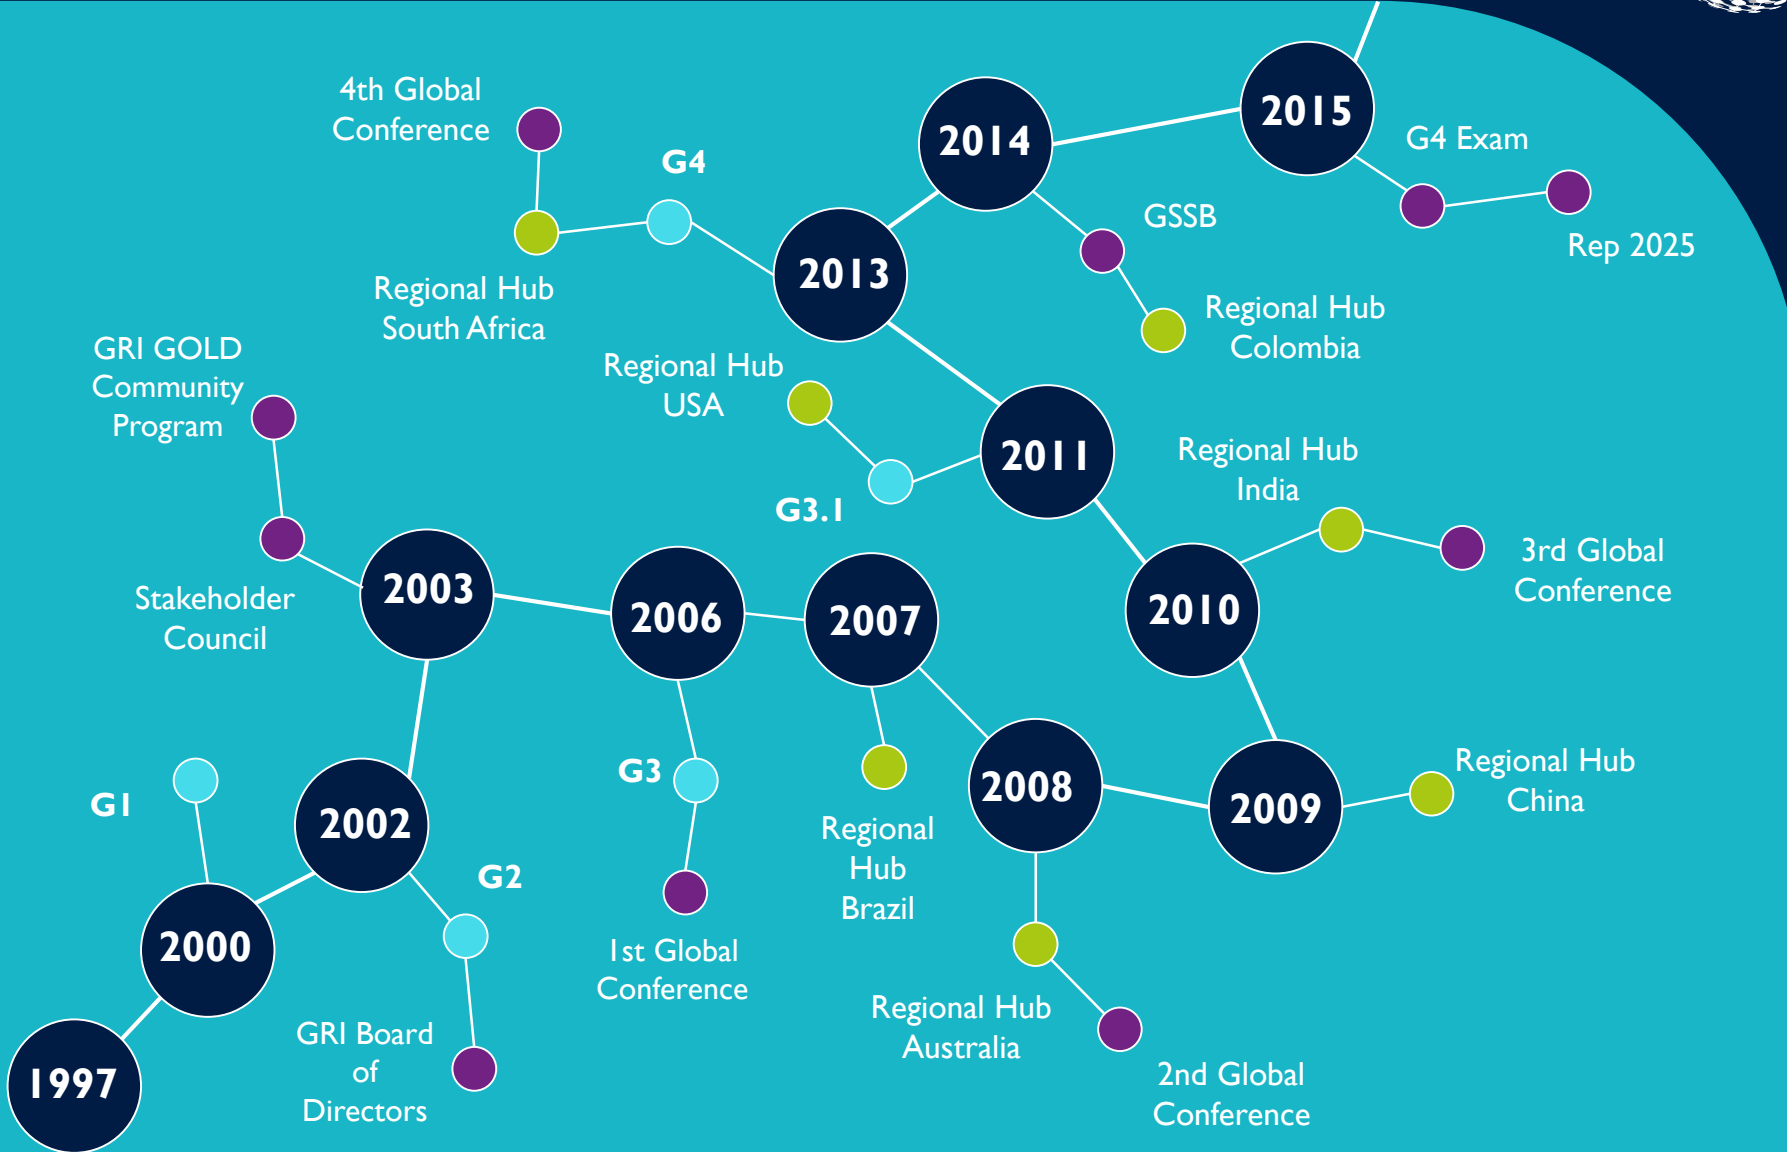 4th Global
Conference
G4
2014
2015
G4 Exam
GSSB
Rep 2025
2013
Regional Hub
South Africa
Regional Hub
Colombia
GRI GOLD
Community
Program
Regional Hub
USA
2011
Regional Hub
India
G3.1
3rd Global
Conference
2003
Stakeholder
Council
2006
2007
2010
G1
2002
G3
2008
2009
Regional Hub
China
Regional
Hub
Brazil
G2
2000
1st Global
Conference
Regional Hub
Australia
GRI Board
of
Directors
1997
2nd Global
Conference